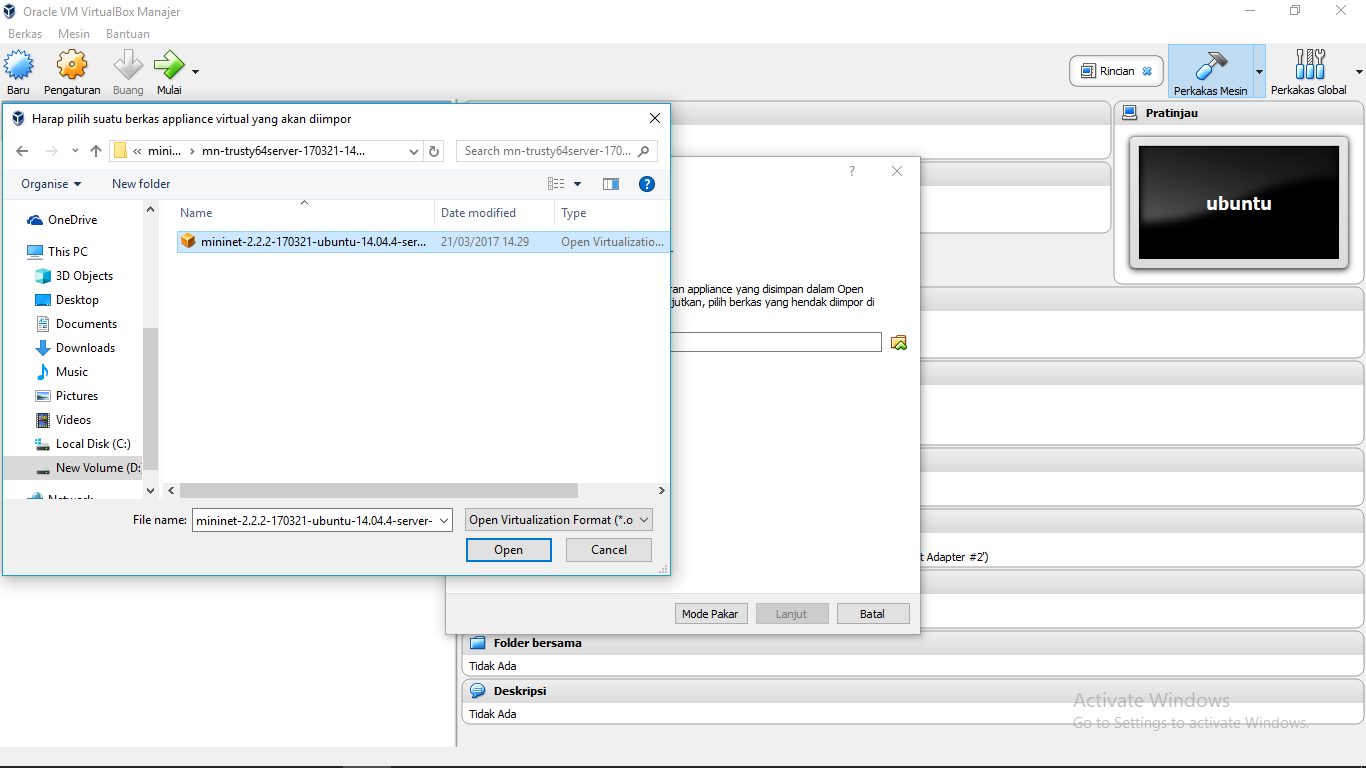 Oracle VM VirtualBox Manajer
Berkas Mesin Bantuan
Baru Pengaturan Buang Mulai
Rincian
Perkakas Mesin
Perkakas Global
Harap pilih suatu berkas appliance virtual yang akan diimpor
« mini... › mn-trusty64server-170321-14...
Search mn-trusty64server-170...
Organise
New folder
?
Name
Date modified
Type
mininet-2.2.2-170321-ubuntu-14.04.4-ser...
21/03/2017 14.29
Open Virtualizatio...
OneDrive
This PC
3D Objects
Desktop
Documents
Downloads
Music
Pictures
Videos
Local Disk (C:)
New Volume (D:
File name:
mininet-2.2.2-170321-ubuntu-14.04.4-server-
Open Virtualization Format (*.o
Open
Cancel
?
appliance yang disimpan dalam Open
pilih berkas yang hendak diimpor di
Mode Pakar
Lanjut
Batal
Pratinjau
ubuntu
Adapter #2')
Folder bersama
Tidak Ada
Deskripsi
Tidak Ada
Activate Windows
Go to Settings to activate Windows.